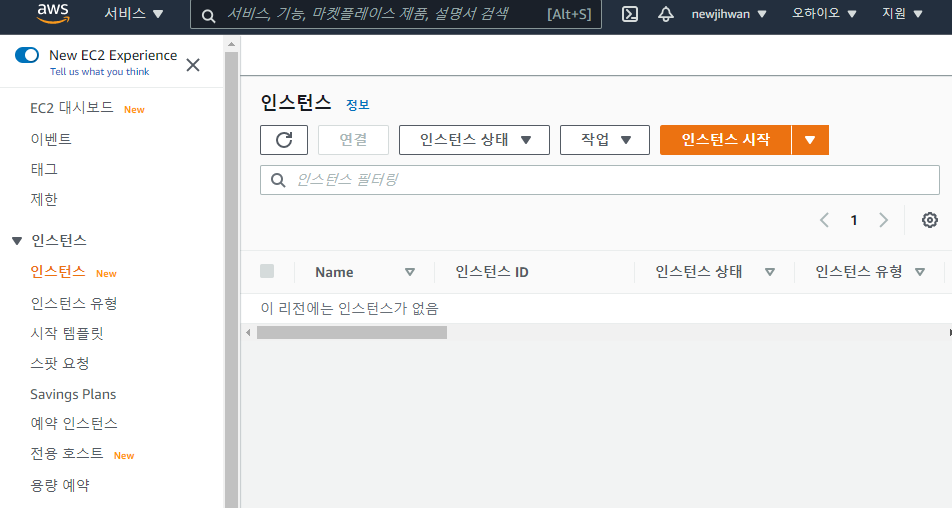 aws 서비스 서비스, 기능, 마켓플레이스 제품, 설명서 검색 [Alt+S] newjihwan 오하이오 지원
New EC2 Experience
Tell us what you think
EC2 대시보드 New
이벤트
태그
제한
인스턴스
인스턴스 New
인스턴스 유형
시작 템플릿
스팟 요청
Savings Plans
예약 인스턴스
전용 호스트 New
용량 예약
인스턴스 정보
연결 인스턴스 상태 작업 인스턴스 시작
인스턴스 필터링
1
Name 인스턴스 ID 인스턴스 상태 인스턴스 유형
이 리전에는 인스턴스가 없음